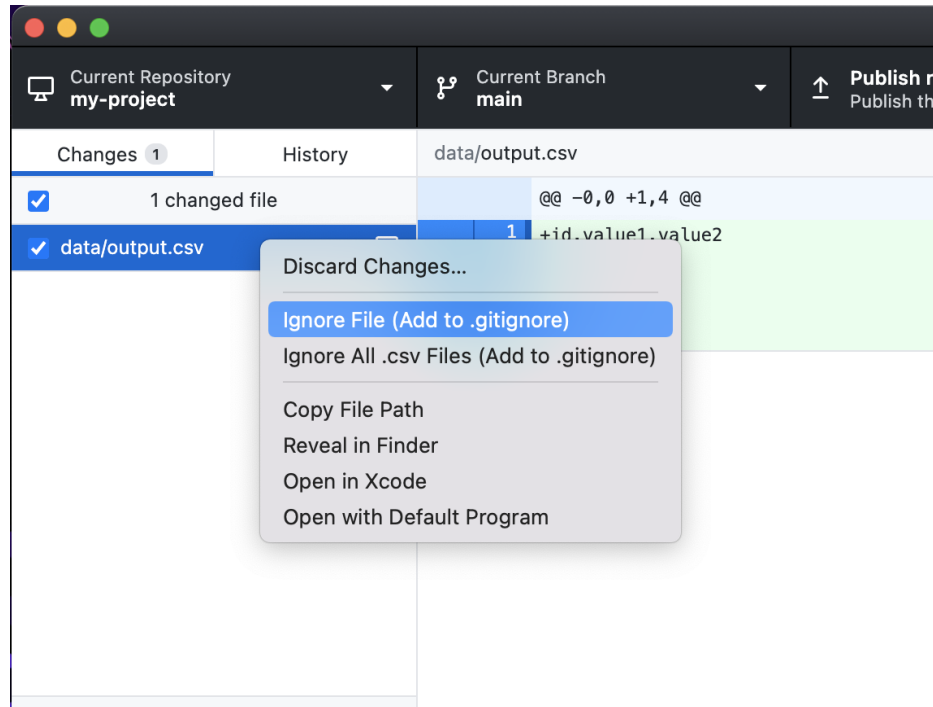 Current Repository
my-project
Current Branch
main
Publish r
Publish th
Changes 1
History
data/output.csv
1 changed file
@@ -0,0 +1,4 @@
data/output.csv
1 +id,value1,value2
Discard Changes...
Ignore File (Add to .gitignore)
Ignore All .csv Files (Add to .gitignore)
Copy File Path
Reveal in Finder
Open in Xcode
Open with Default Program